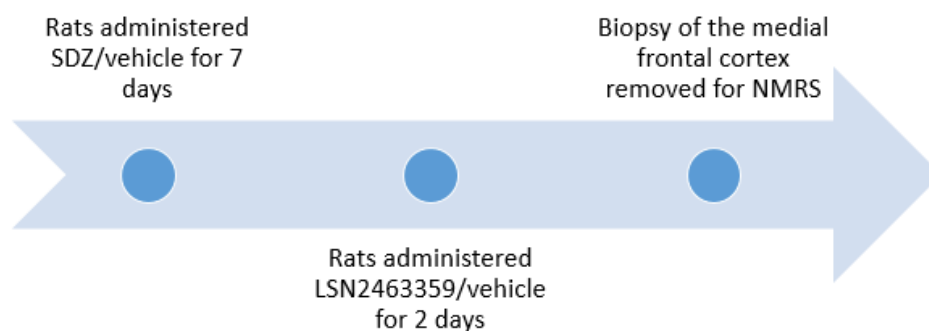 Rats administered
SDZ/vehicle for 7
days
Rats administered
LSN2463359/vehicle
for 2 days
Biopsy of the medial
frontal cortex
removed for NMRS